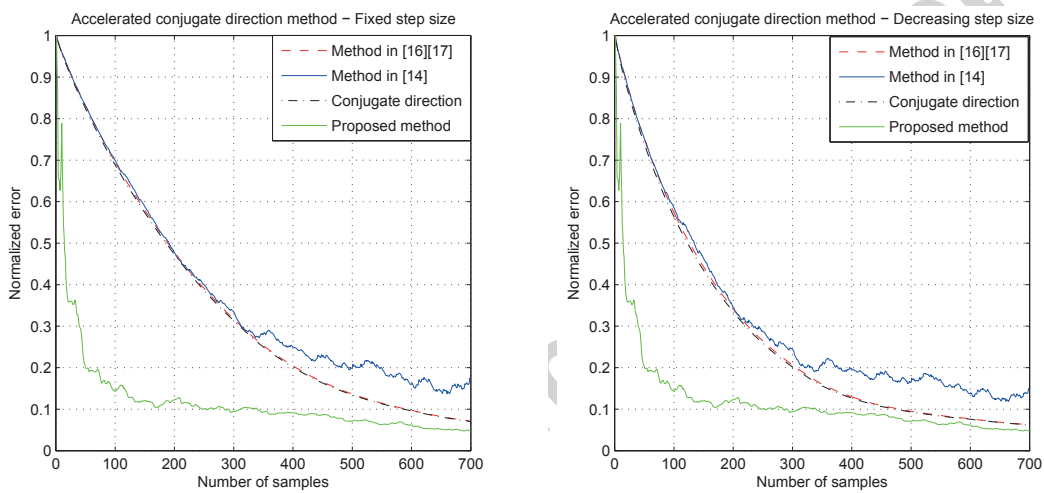 Accelerated conjugate direction method − Fixed step size
1
0.9
0.8
0.7
0.6
0.5
0.4
0.3
0.2
0.1
0
Normalized error
Method in [16][17]
Method in [14]
Conjugate direction
Proposed method
0 100 200 300 400 500 600 700
Number of samples
Accelerated conjugate direction method − Decreasing step size
1
0.9
0.8
0.7
0.6
0.5
0.4
0.3
0.2
0.1
0
Normalized error
Method in [16][17]
Method in [14]
Conjugate direction
Proposed method
0 100 200 300 400 500 600 700
Number of samples